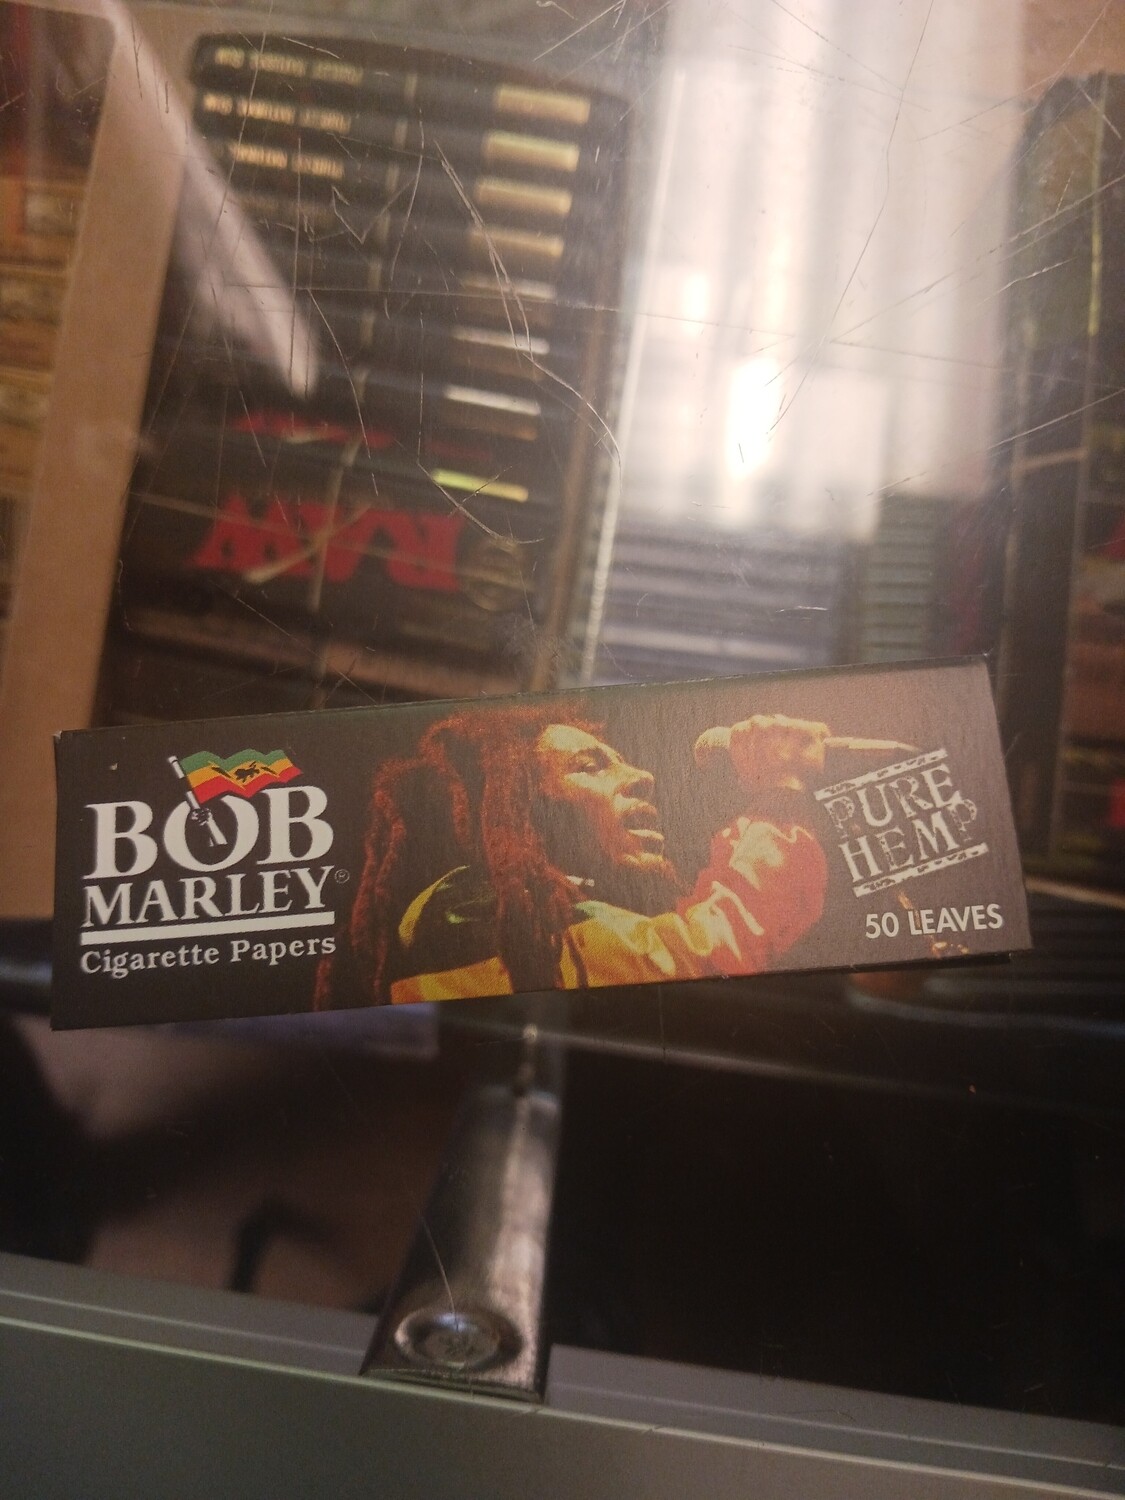 BOB
MARLEY®
Cigarette Papers
PURE
HEMP
50 LEAVES
RAW